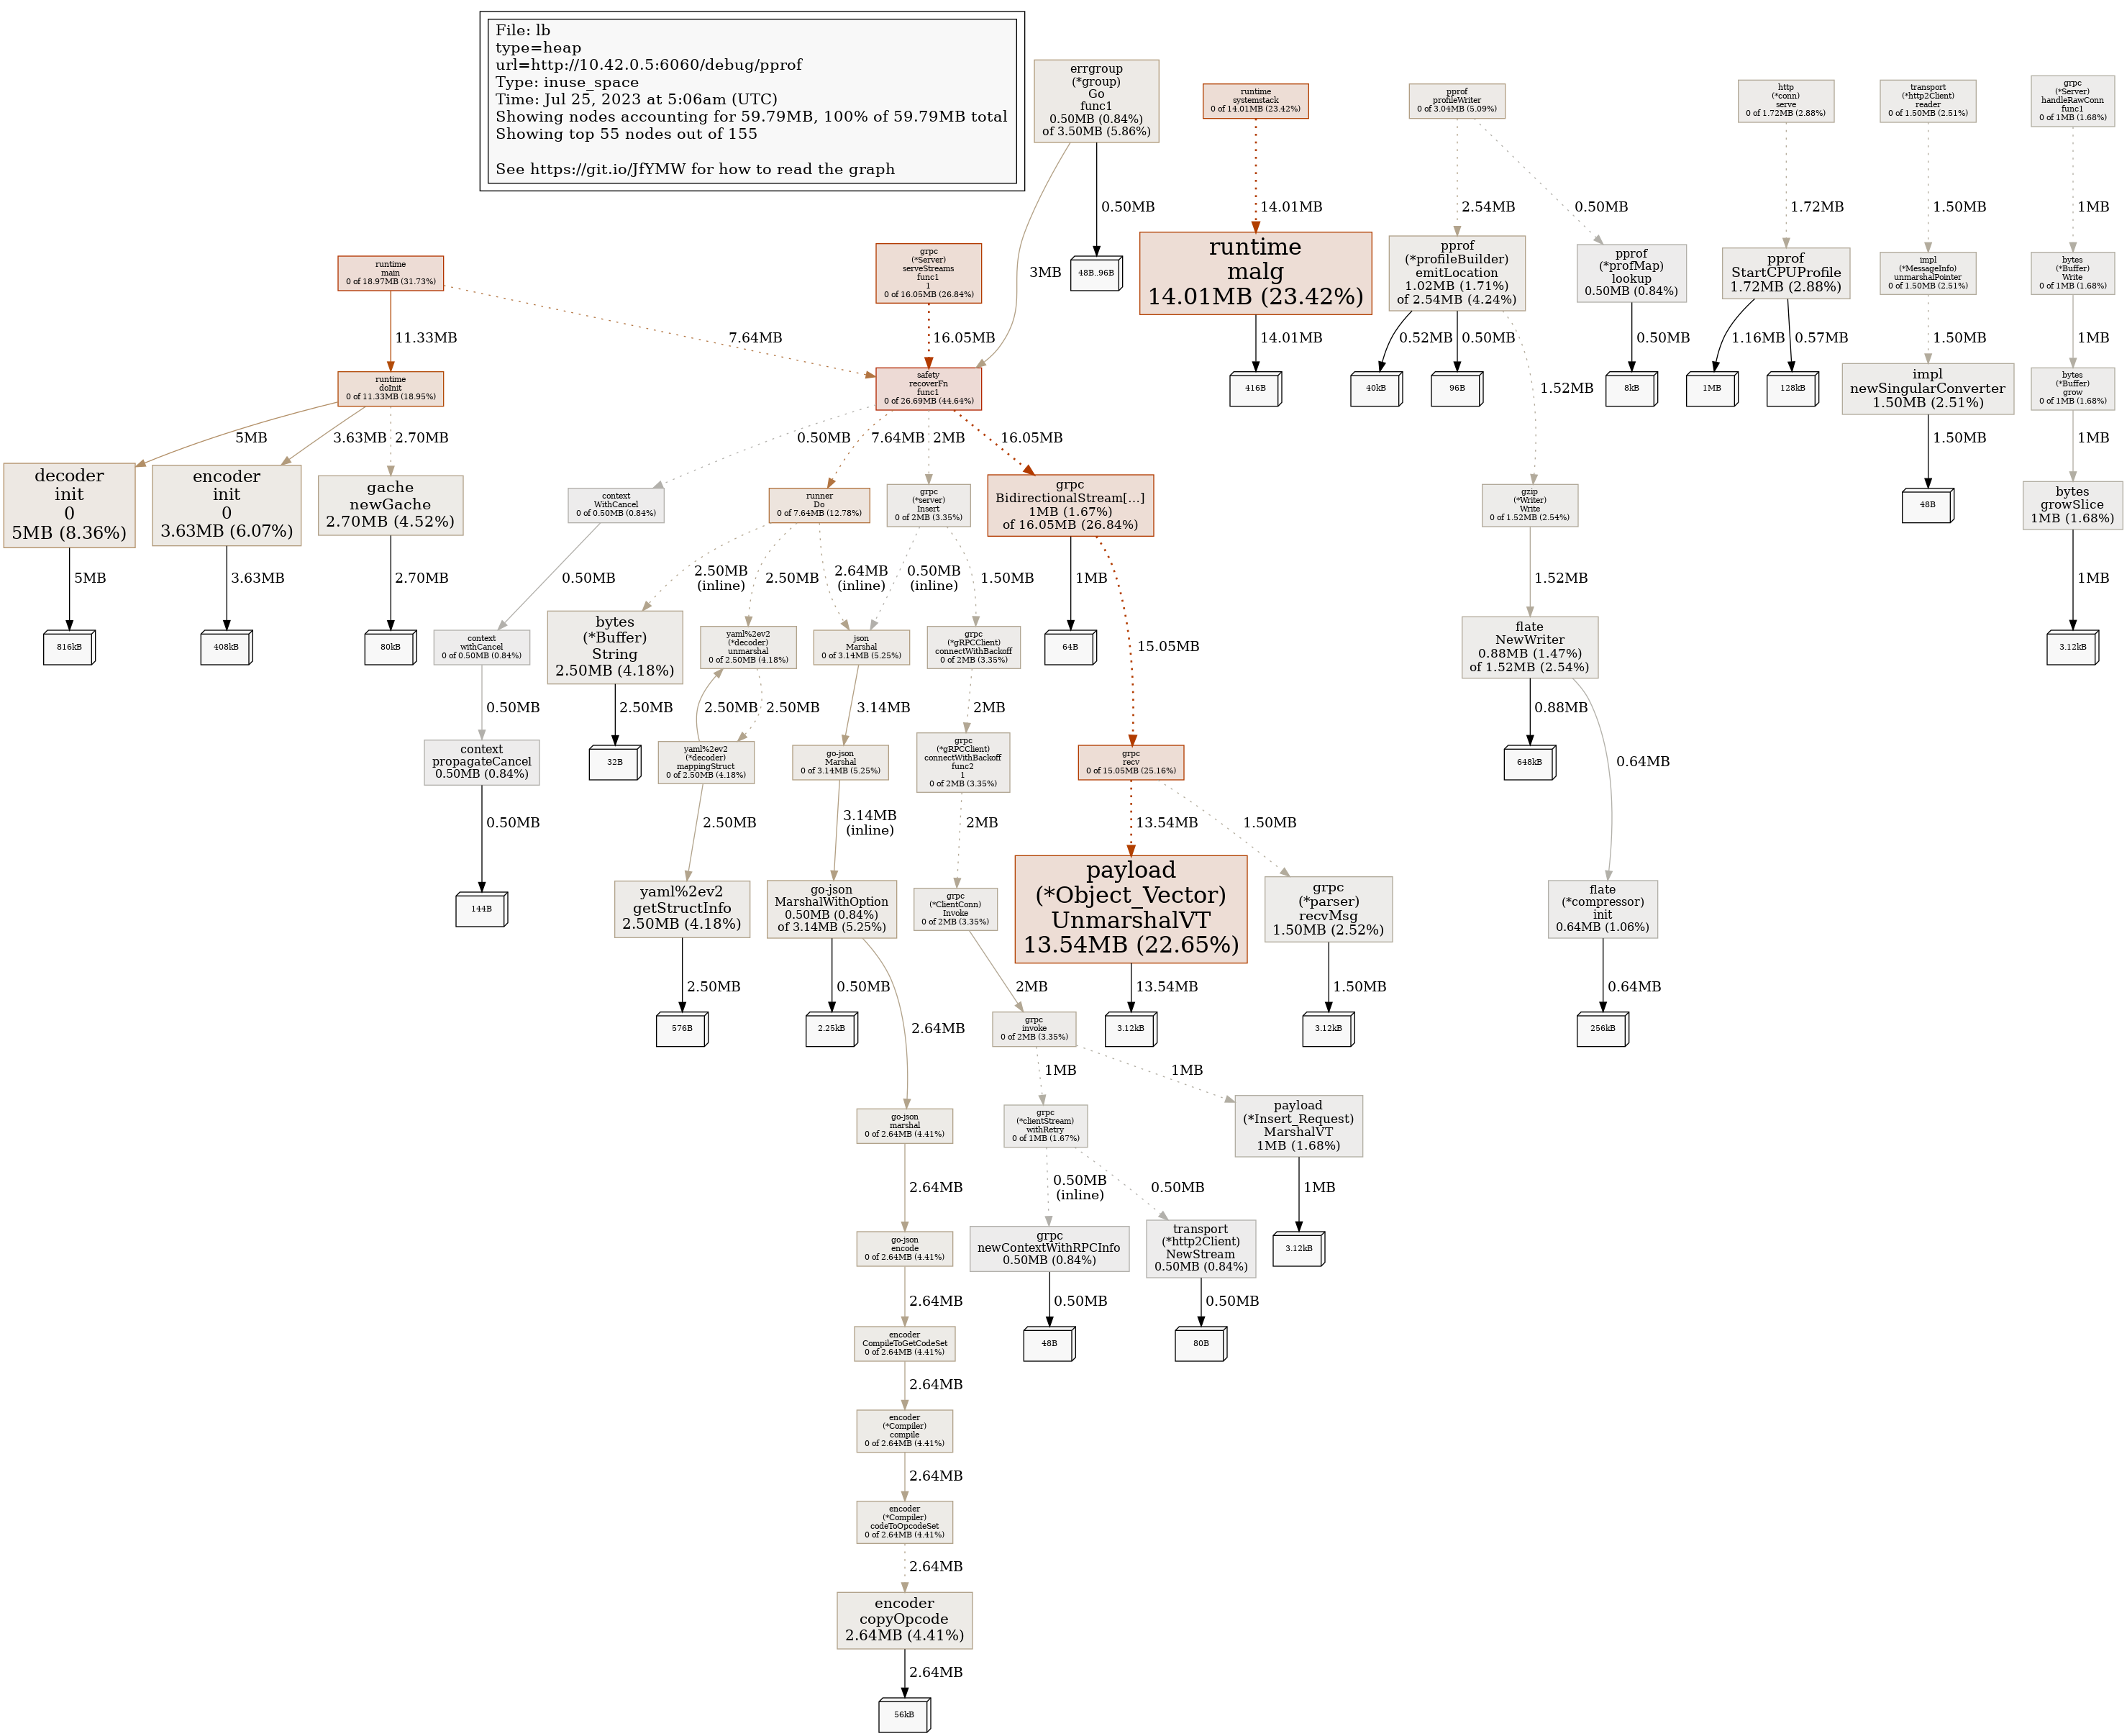 File: lb
type=heap
url=http://10.42.0.5:6060/debug/pprof
Type: inuse_space
Time: Jul 25, 2023 at 5:06am (UTC)
Showing nodes accounting for 59.79MB, 100% of 59.79MB total
Showing top 55 nodes out of 155
See https://git.io/JfYMW for how to read the graph
errgroup
(*group)
Go
func1
0.50MB (0.84%)
of 3.50MB (5.86%)
runtime
systemstack
0 of 14.01MB (23.42%)
pprof
profileWriter
0 of 3.04MB (5.09%)
http
(*conn)
serve
0 of 1.72MB (2.88%)
transport
(*http2Client)
reader
0 of 1.50MB (2.51%)
grpc
(*Server)
handleRawConn
func1
0 of 1MB (1.68%)
3MB
0.50MB
14.01MB
2.54MB
0.50MB
1.72MB
1.50MB
1MB
runtime
main
0 of 18.97MB (31.73%)
grpc
(*Server)
serveStreams
func1
1
0 of 16.05MB (26.84%)
48B..96B
runtime
malg
14.01MB (23.42%)
pprof
(*profileBuilder)
emitLocation
1.02MB (1.71%)
of 2.54MB (4.24%)
pprof
(*profMap)
lookup
0.50MB (0.84%)
pprof
StartCPUProfile
1.72MB (2.88%)
impl
(*MessageInfo)
unmarshalPointer
0 of 1.50MB (2.51%)
bytes
(*Buffer)
Write
0 of 1MB (1.68%)
11.33MB
7.64MB
16.05MB
14.01MB
0.52MB
0.50MB
1.52MB
0.50MB
1.16MB
0.57MB
1.50MB
1MB
runtime
doInit
0 of 11.33MB (18.95%)
safety
recoverFn
func1
0 of 26.69MB (44.64%)
416B
40kB
96B
8kB
1MB
128kB
impl
newSingularConverter
1.50MB (2.51%)
bytes
(*Buffer)
grow
0 of 1MB (1.68%)
5MB
3.63MB
2.70MB
0.50MB
7.64MB
2MB
16.05MB
1.50MB
1MB
decoder
init
0
5MB (8.36%)
encoder
init
0
3.63MB (6.07%)
gache
newGache
2.70MB (4.52%)
context
WithCancel
0 of 0.50MB (0.84%)
runner
Do
0 of 7.64MB (12.78%)
grpc
(*server)
Insert
0 of 2MB (3.35%)
grpc
BidirectionalStream[...]
1MB (1.67%)
of 16.05MB (26.84%)
gzip
(*Writer)
Write
0 of 1.52MB (2.54%)
48B
bytes
growSlice
1MB (1.68%)
5MB
3.63MB
2.70MB
0.50MB
2.50MB
(inline)
2.50MB
2.64MB
(inline)
0.50MB
(inline)
1.50MB
1MB
15.05MB
1.52MB
1MB
816kB
408kB
80kB
context
withCancel
0 of 0.50MB (0.84%)
bytes
(*Buffer)
String
2.50MB (4.18%)
yaml%2ev2
(*decoder)
unmarshal
0 of 2.50MB (4.18%)
json
Marshal
0 of 3.14MB (5.25%)
grpc
(*gRPCClient)
connectWithBackoff
0 of 2MB (3.35%)
64B
flate
NewWriter
0.88MB (1.47%)
of 1.52MB (2.54%)
3.12kB
0.50MB
2.50MB
2.50MB
2.50MB
3.14MB
2MB
0.88MB
0.64MB
context
propagateCancel
0.50MB (0.84%)
32B
yaml%2ev2
(*decoder)
mappingStruct
0 of 2.50MB (4.18%)
go-json
Marshal
0 of 3.14MB (5.25%)
grpc
(*gRPCClient)
connectWithBackoff
func2
1
0 of 2MB (3.35%)
grpc
recv
0 of 15.05MB (25.16%)
648kB
0.50MB
2.50MB
3.14MB
(inline)
2MB
13.54MB
1.50MB
144B
yaml%2ev2
getStructInfo
2.50MB (4.18%)
go-json
MarshalWithOption
0.50MB (0.84%)
of 3.14MB (5.25%)
grpc
(*ClientConn)
Invoke
0 of 2MB (3.35%)
payload
(*Object_Vector)
UnmarshalVT
13.54MB (22.65%)
grpc
(*parser)
recvMsg
1.50MB (2.52%)
flate
(*compressor)
init
0.64MB (1.06%)
2.50MB
0.50MB
2.64MB
2MB
13.54MB
1.50MB
0.64MB
576B
2.25kB
grpc
invoke
0 of 2MB (3.35%)
3.12kB
3.12kB
256kB
1MB
1MB
go-json
marshal
0 of 2.64MB (4.41%)
grpc
(*clientStream)
withRetry
0 of 1MB (1.67%)
payload
(*Insert_Request)
MarshalVT
1MB (1.68%)
2.64MB
0.50MB
(inline)
0.50MB
1MB
go-json
encode
0 of 2.64MB (4.41%)
grpc
newContextWithRPCInfo
0.50MB (0.84%)
transport
(*http2Client)
NewStream
0.50MB (0.84%)
3.12kB
2.64MB
0.50MB
0.50MB
encoder
CompileToGetCodeSet
0 of 2.64MB (4.41%)
48B
80B
2.64MB
encoder
(*Compiler)
compile
0 of 2.64MB (4.41%)
2.64MB
encoder
(*Compiler)
codeToOpcodeSet
0 of 2.64MB (4.41%)
2.64MB
encoder
copyOpcode
2.64MB (4.41%)
2.64MB
56kB